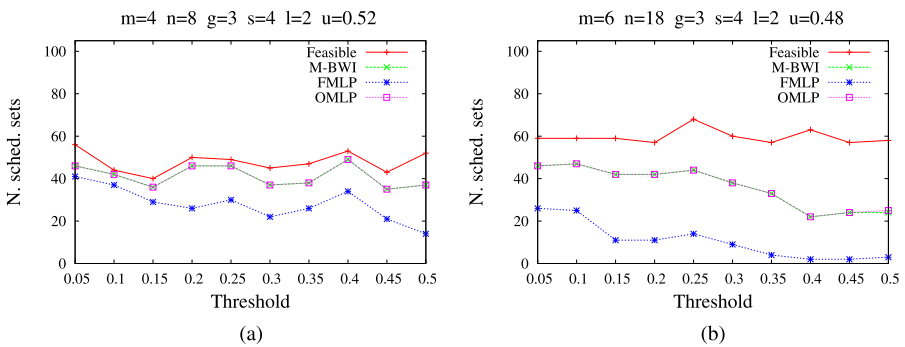 m=4 n=8 g=3 s=4 l=2 u=0.52
100
80
60
40
20
0
N. sched. sets
Feasible
M-BWI
FMLP
OMLP
0.05 0.1 0.15 0.2 0.25 0.3 0.35 0.4 0.45 0.5
Threshold
(a)
m=6 n=18 g=3 s=4 l=2 u=0.48
100
80
60
40
20
0
N. sched. sets
Feasible
M-BWI
FMLP
OMLP
0.05 0.1 0.15 0.2 0.25 0.3 0.35 0.4 0.45 0.5
Threshold
(b)